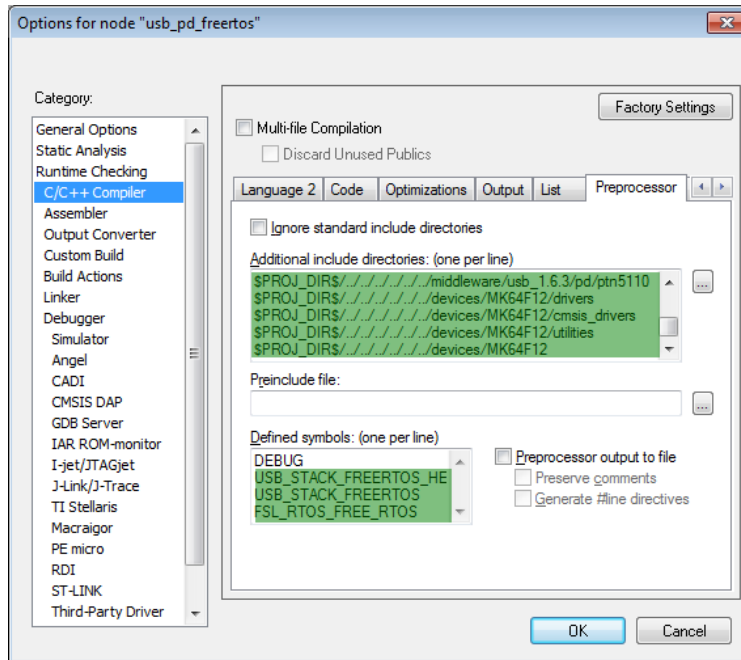 Options for node "usb_pd_freertos"
Category:
General Options
Static Analysis
Runtime Checking
C/C++ Compiler
Assembler
Output Converter
Custom Build
Build Actions
Linker
Debugger
Simulator
Angel
CADI
CMSIS DAP
GDB Server
IAR ROM-monitor
I-jet/JTAGjet
J-Link/J-Trace
TI Stellaris
Macraigor
PE micro
RDI
ST-LINK
Third-Party Driver
Factory Settings
Multi-file Compilation
Discard Unused Publics
Language 2 Code Optimizations Output List Preprocessor
Ignore standard include directories
Additional include directories: (one per line)
$PROJ_DIR$/../../../../../../middleware/usb_1.6.3/pd/ptn5110
$PROJ_DIR$/../../../../../../devices/MK64F12/drivers
$PROJ_DIR$/../../../../../../devices/MK64F12/cmsis_drivers
$PROJ_DIR$/../../../../../../devices/MK64F12/utilities
$PROJ_DIR$/../../../../../../devices/MK64F12
...
Preinclude file:
...
Defined symbols: (one per line)
DEBUG
USB_STACK_FREERTOS_HE
USB_STACK_FREERTOS
FSL_RTOS_FREE_RTOS
Preprocessor output to file
Preserve comments
Generate #line directives
OK Cancel